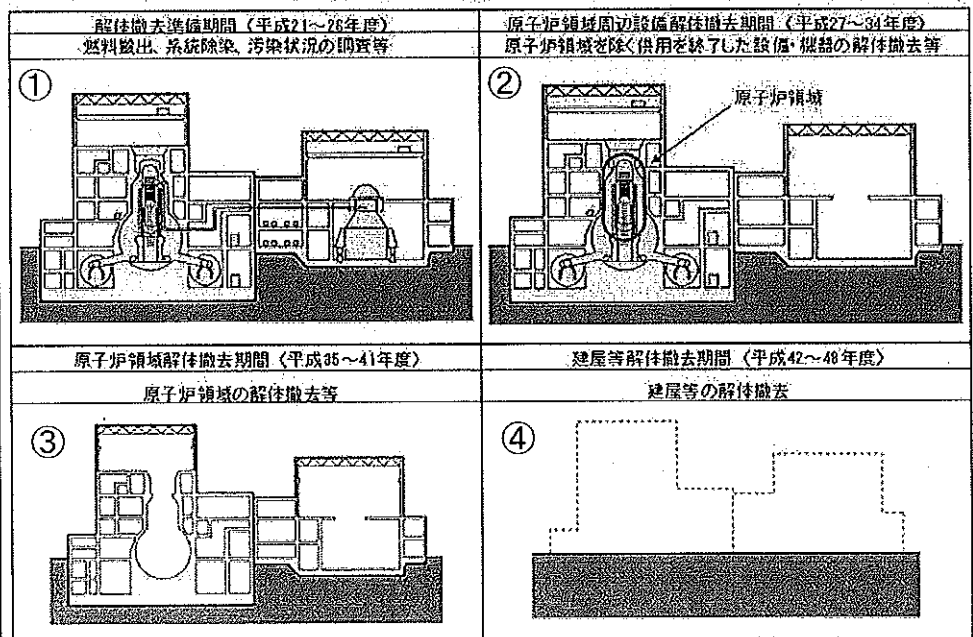 解体撤去準備期間（平成21～26年度）
燃料搬出、系統除染、汚染状況の調査等
①
原子炉領域周辺設備解体撤去期間（平成27～34年度）
原子炉領域を除く供用を終了した設備・機器の解体撤去等
②
原子炉領域
原子炉領域解体撤去期間（平成35～41年度）
原子炉領域の解体撤去等
③
建屋等解体撤去期間（平成42～48年度）
建屋等の解体撤去
④